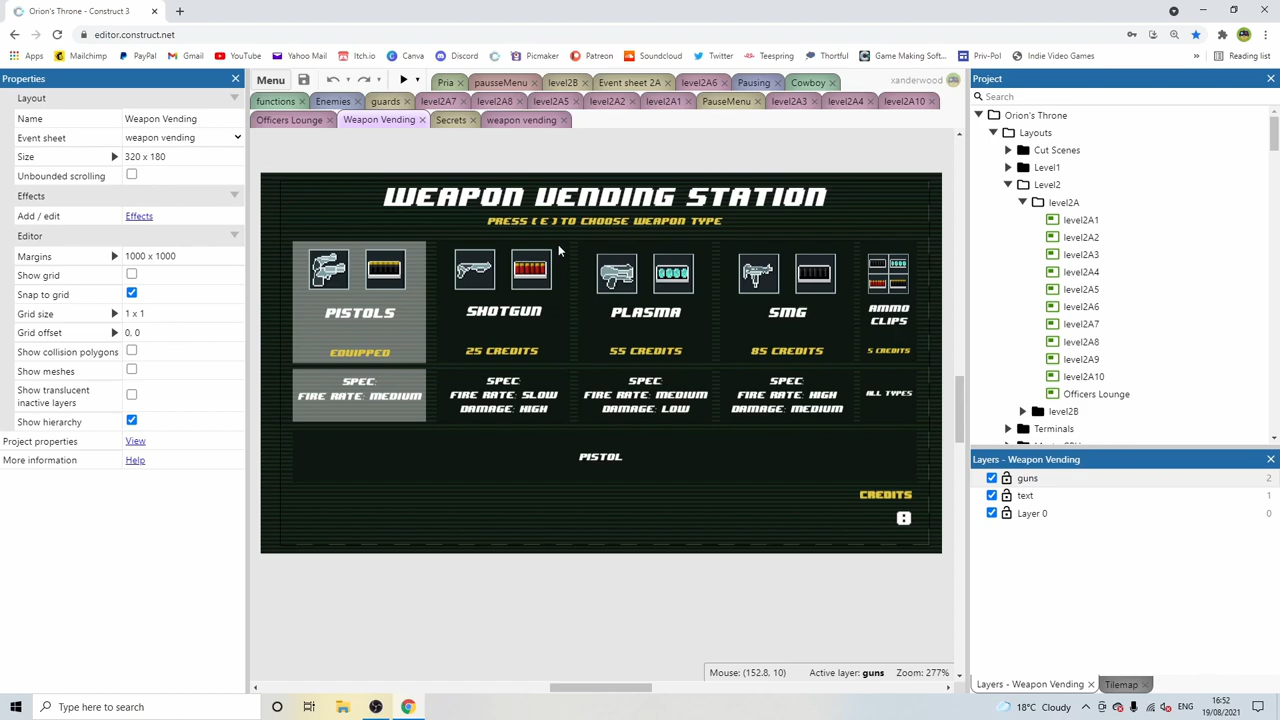 Orion's Throne - Construct 3
editor.construct.net
Apps
Mailchimp
PayPal
Gmail
YouTube
Yahoo Mail
Itch.io
Canva
Discord
Picmaker
Patreon
Soundcloud
Twitter
Teespring
Thortful
Game Making Soft...
Priv-Pol
Indie Video Games
»
Reading list
Properties
Layout
Name
Weapon Vending
Event sheet
weapon vending
Size
320 x 180
Unbounded scrolling
Effects
Add / edit
Effects
Editor
Margins
1000 x 1000
Show grid
Snap to grid
Grid size
1 x 1
Grid offset
0, 0
Show collision polygons
Show meshes
Show translucent
inactive layers
Show hierarchy
Project properties
View
More information
Help
Menu
Pria
pauseMenu
level2B
Event sheet 2A
level2A6
Pausing
Cowboy
xanderwood
functions
Enemies
guards
level2A7
level2A8
level2A5
level2A2
level2A1
PauseMenu
level2A3
level2A4
level2A10
Officers Lounge
Weapon Vending
Secrets
weapon vending
WEAPON VENDING STATION
PRESS ( E ) TO CHOOSE WEAPON TYPE
PISTOLS
EQUIPPED
SPEC:
FIRE RATE: MEDIUM
SHOTGUN
25 CREDITS
SPEC:
FIRE RATE: SLOW
DAMAGE: HIGH
PLASMA
55 CREDITS
SPEC:
FIRE RATE: MEDIUM
DAMAGE: LOW
SMG
85 CREDITS
SPEC:
FIRE RATE: HIGH
DAMAGE: MEDIUM
AMMO
CLIPS
5 CREDITS
ALL TYPES
PISTOL
CREDITS
Mouse: (152.8, 10)
Active layer: guns
Zoom: 277%
Project
Search
Orion's Throne
Layouts
Cut Scenes
Level1
Level2
level2A
level2A1
level2A2
level2A3
level2A4
level2A5
level2A6
level2A7
level2A8
level2A9
level2A10
Officers Lounge
level2B
Terminals
Layers - Weapon Vending
guns
2
text
1
Layer 0
0
Layers - Weapon Vending
Tilemap
Type here to search
18°C Cloudy
ENG
16:52
19/08/2021